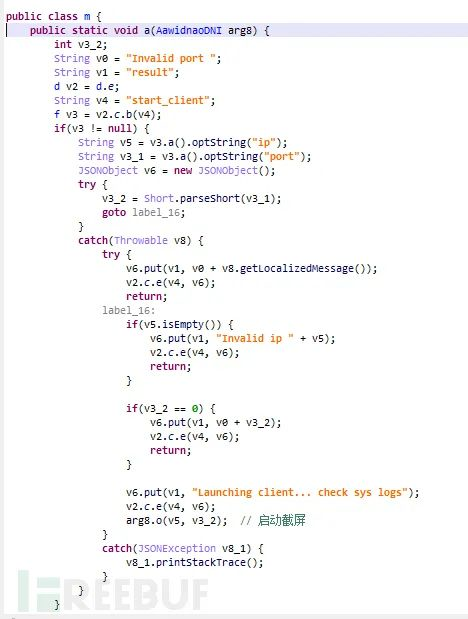 public class m {
    public static void a(AawidnaoDNI arg8) {
        int v3_2;
        String v0 = "Invalid port ";
        String v1 = "result";
        d v2 = d.e;
        String v4 = "start_client";
        f v3 = v2.c.b(v4);
        if(v3 != null) {
            String v5 = v3.a().optString("ip");
            String v3_1 = v3.a().optString("port");
            JSONObject v6 = new JSONObject();
            try {
                v3_2 = Short.parseShort(v3_1);
                goto label_16;
            }
            catch(Throwable v8) {
                try {
                    v6.put(v1, v0 + v8.getLocalizedMessage());
                    v2.c.e(v4, v6);
                    return;
                label_16:
                    if(v5.isEmpty()) {
                        v6.put(v1, "Invalid ip " + v5);
                        v2.c.e(v4, v6);
                        return;
                    }

                    if(v3_2 == 0) {
                        v6.put(v1, v0 + v3_2);
                        v2.c.e(v4, v6);
                        return;
                    }

                    v6.put(v1, "Launching client... check sys logs");
                    v2.c.e(v4, v6);
                    arg8.o(v5, v3_2);  // 启动截屏
                }
                catch(JSONException v8_1) {
                    v8_1.printStackTrace();
                }
            }
        }
FREEBUF